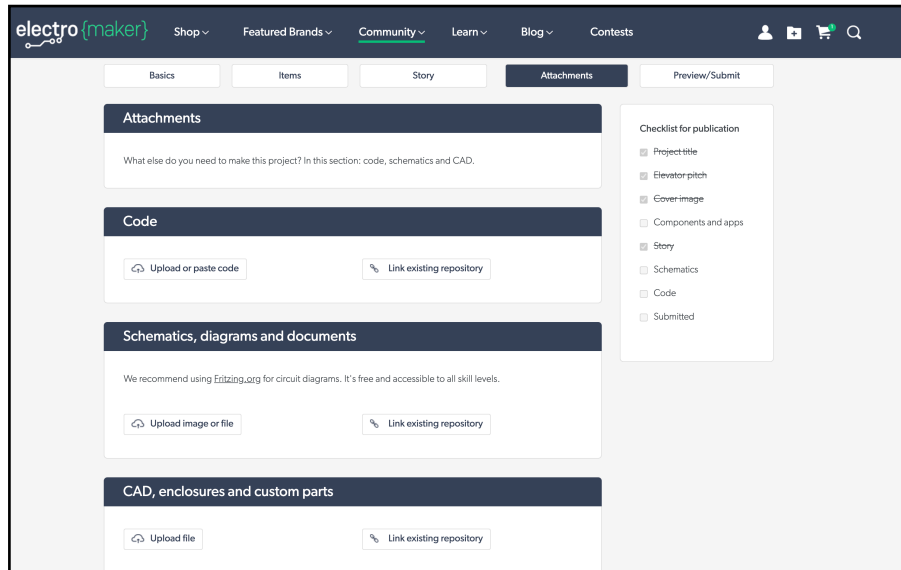 electro {maker}
Shop
Featured Brands
Community
Learn
Blog
Contests
Basics
Items
Story
Attachments
Preview/Submit
Attachments
What else do you need to make this project? In this section: code, schematics and CAD.
Code
Upload or paste code
Link existing repository
Schematics, diagrams and documents
We recommend using Fritzing.org for circuit diagrams. It's free and accessible to all skill levels.
Upload image or file
Link existing repository
CAD, enclosures and custom parts
Upload file
Link existing repository
Checklist for publication
Project title
Elevator pitch
Cover image
Components and apps
Story
Schematics
Code
Submitted